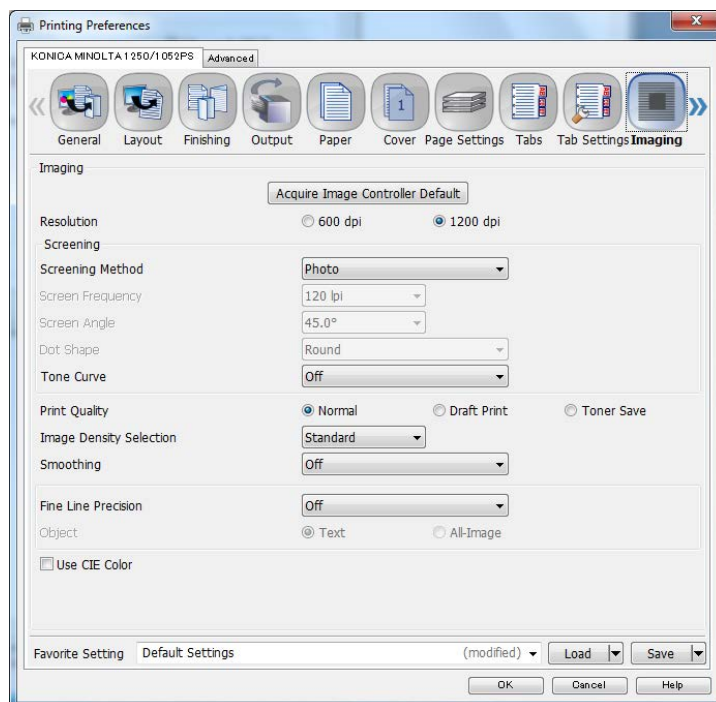 Printing Preferences
KONICA MINOLTA 1250/1052PS Advanced
General Layout Finishing Output Paper Cover Page Settings Tabs Tab Settings Imaging
1
Imaging
Acquire Image Controller Default
Resolution 600 dpi 1200 dpi
Screening
Screening Method Photo
Screen Frequency 120 lpi
Screen Angle 45.0°
Dot Shape Round
Tone Curve Off
Print Quality Normal Draft Print Toner Save
Image Density Selection Standard
Smoothing Off
Fine Line Precision Off
Object Text All-Image
Use CIE Color
Favorite Setting Default Settings (modified) Load Save
OK Cancel Help